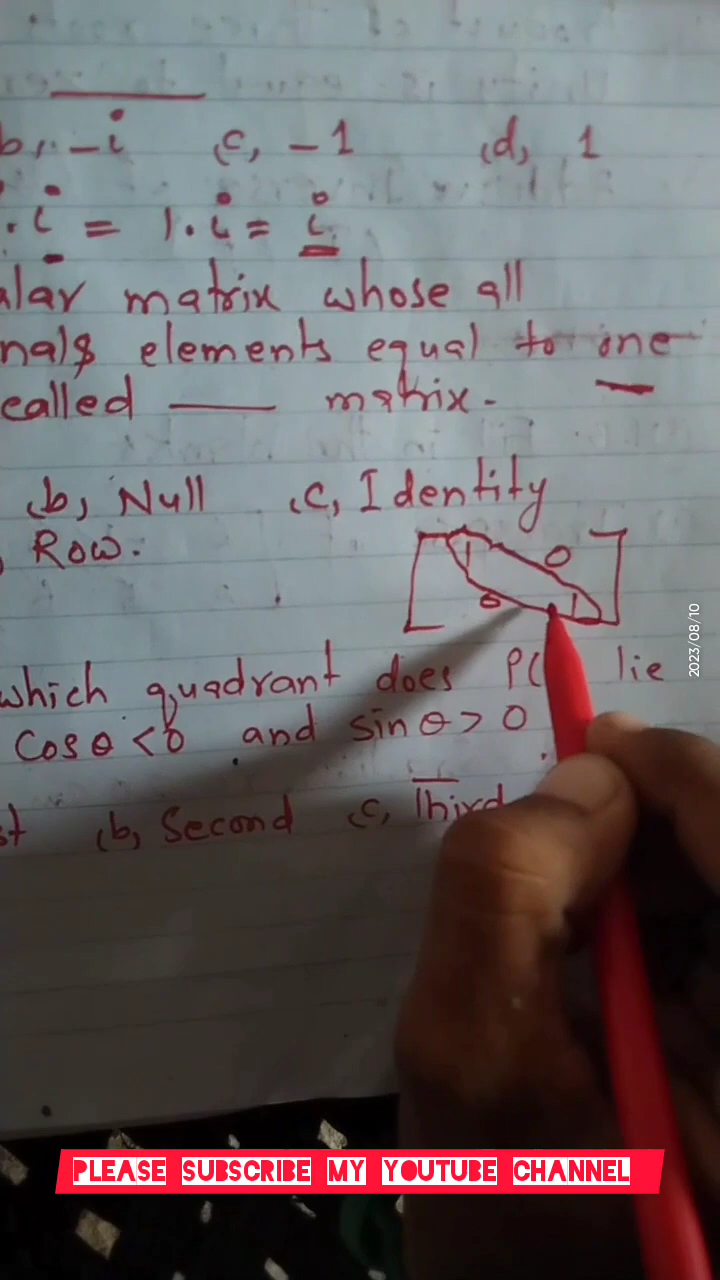 b, -i (c, -1 (d, 1
. i = 1. i = i
alar matrix whose all
nals elements equal to one
called ___ matrix.
(b, Null (c, Identity
Row.
1 0
0 1
which quadrant does P( lie
Cos θ < 0 and sin θ > 0
st (b, Second (c, Third
2023/08/10
PLEASE SUBSCRIBE MY YOUTUBE CHANNEL